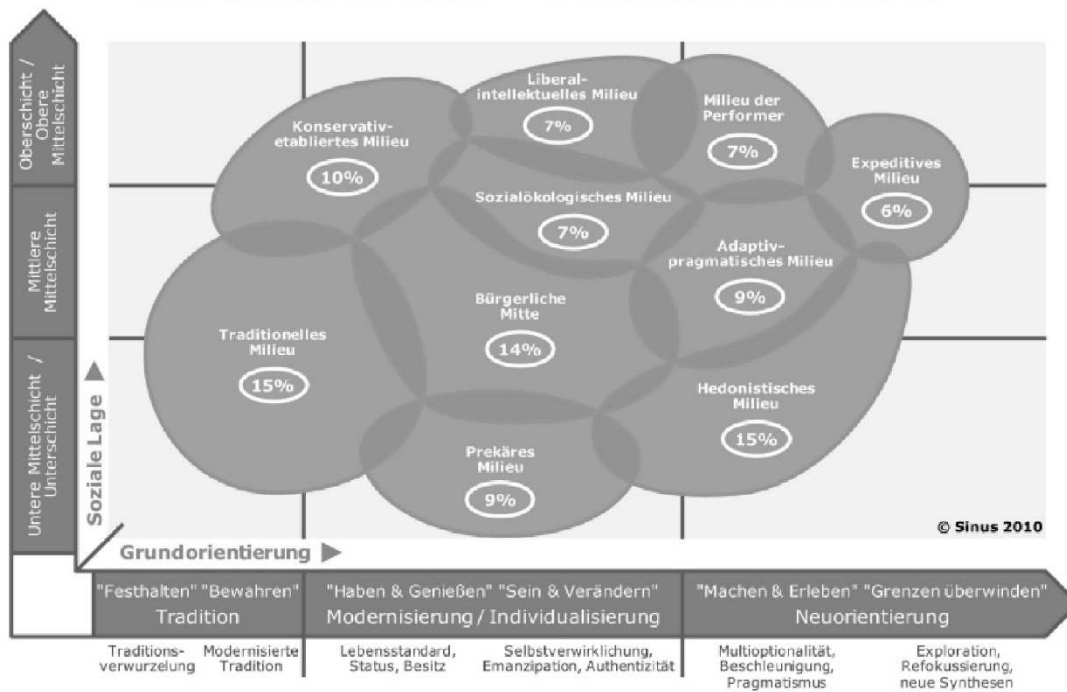 Oberschicht /
Obere
Mittelschicht
Mittlere
Mittelschicht
Untere Mittelschicht /
Unterschicht
Soziale Lage
Konservativ-
etabliertes Milieu
10%
Liberal-
intellektuelles Milieu
7%
Milieu der
Performer
7%
Expeditives
Milieu
6%
Sozialökologisches Milieu
7%
Adaptiv-
pragmatisches Milieu
9%
Bürgerliche
Mitte
14%
Traditionelles
Milieu
15%
Hedonistisches
Milieu
15%
Prekäres
Milieu
9%
© Sinus 2010
Grundorientierung
"Festhalten" "Bewahren"
Tradition
"Haben & Genießen" "Sein & Verändern"
Modernisierung / Individualisierung
"Machen & Erleben" "Grenzen überwinden"
Neuorientierung
Traditions-
verwurzelung
Modernisierte
Tradition
Lebensstandard,
Status, Besitz
Selbstverwirklichung,
Emanzipation, Authentizität
Multioptionalität,
Beschleunigung,
Pragmatismus
Exploration,
Refokussierung,
neue Synthesen